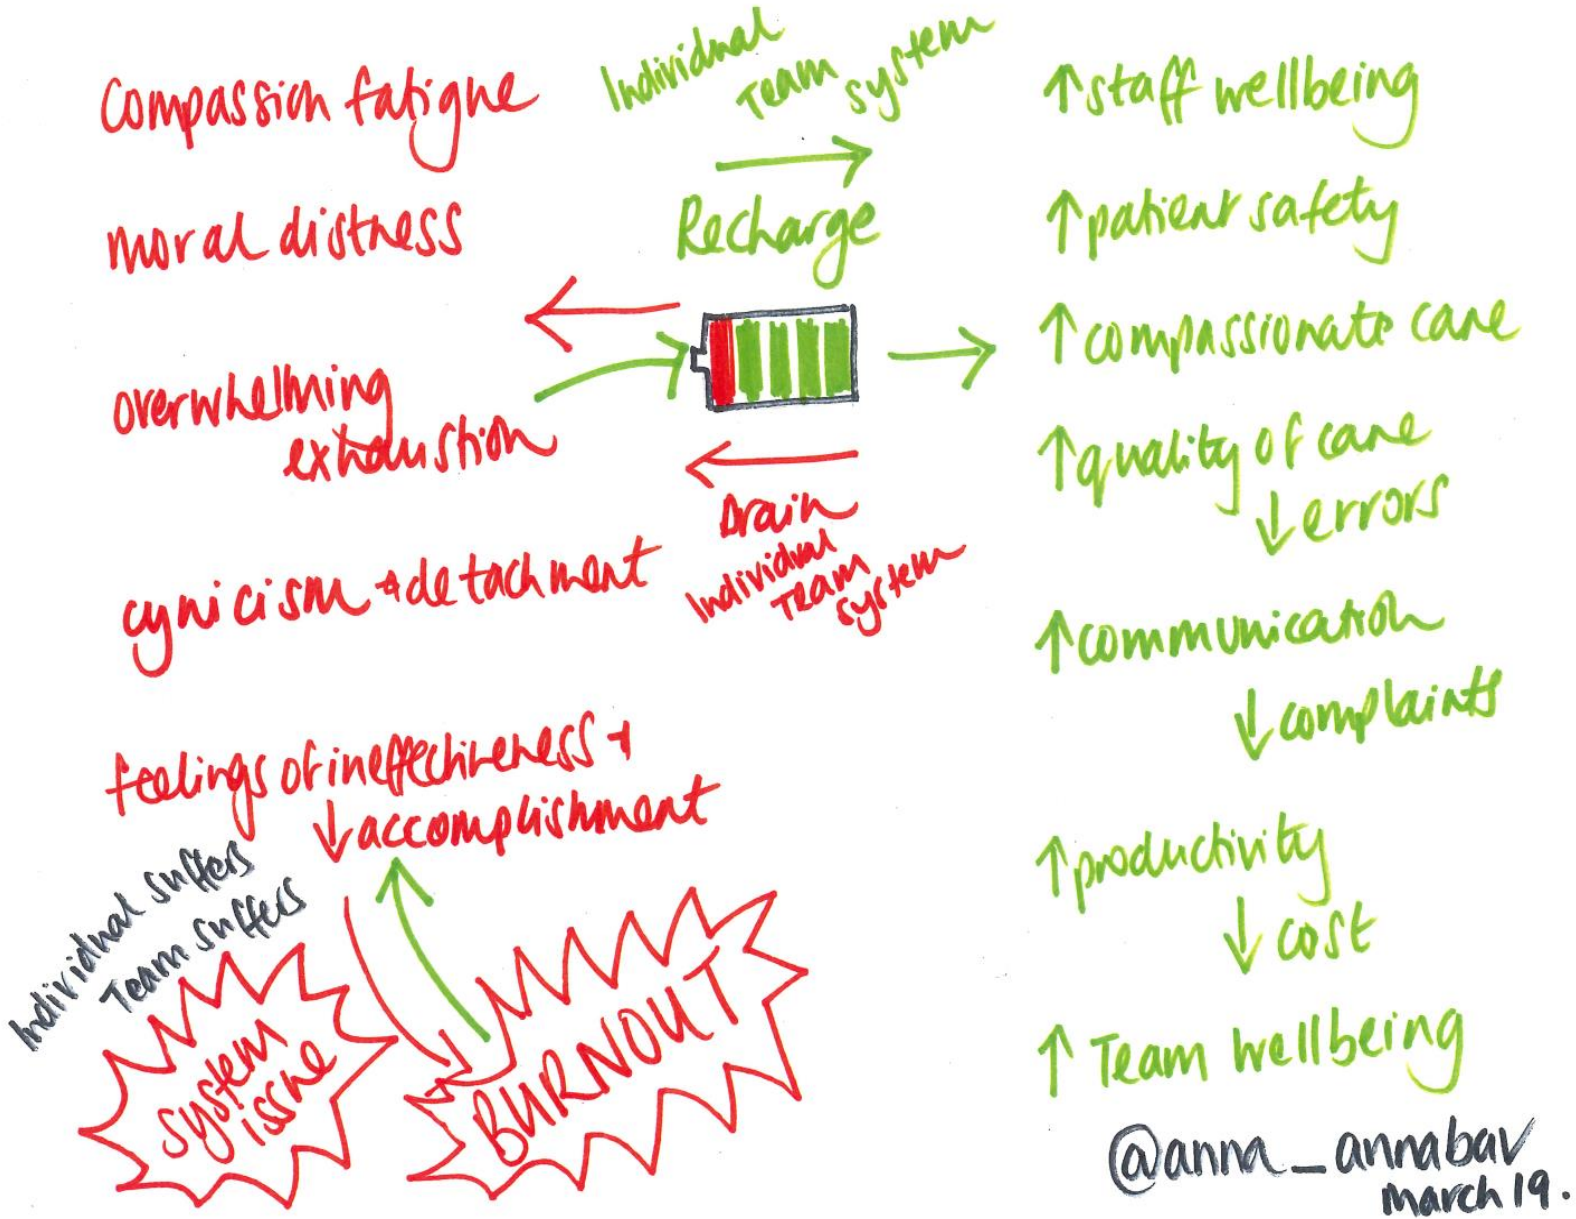 Compassion fatigue
moral distress
overwhelming
exhaustion
cynicism + detachment
feelings of ineffectiveness +
↓ accomplishment
Individual suffers
Team suffers
system
issue
BURNOUT
Individual
Team
system
Recharge
Drain
Individual
Team
system
↑ staff wellbeing
↑ patient safety
↑ compassionate care
↑ quality of care
↓ errors
↑ communication
↓ complaints
↑ productivity
↓ cost
↑ Team wellbeing
@anna_annabav
march 19.